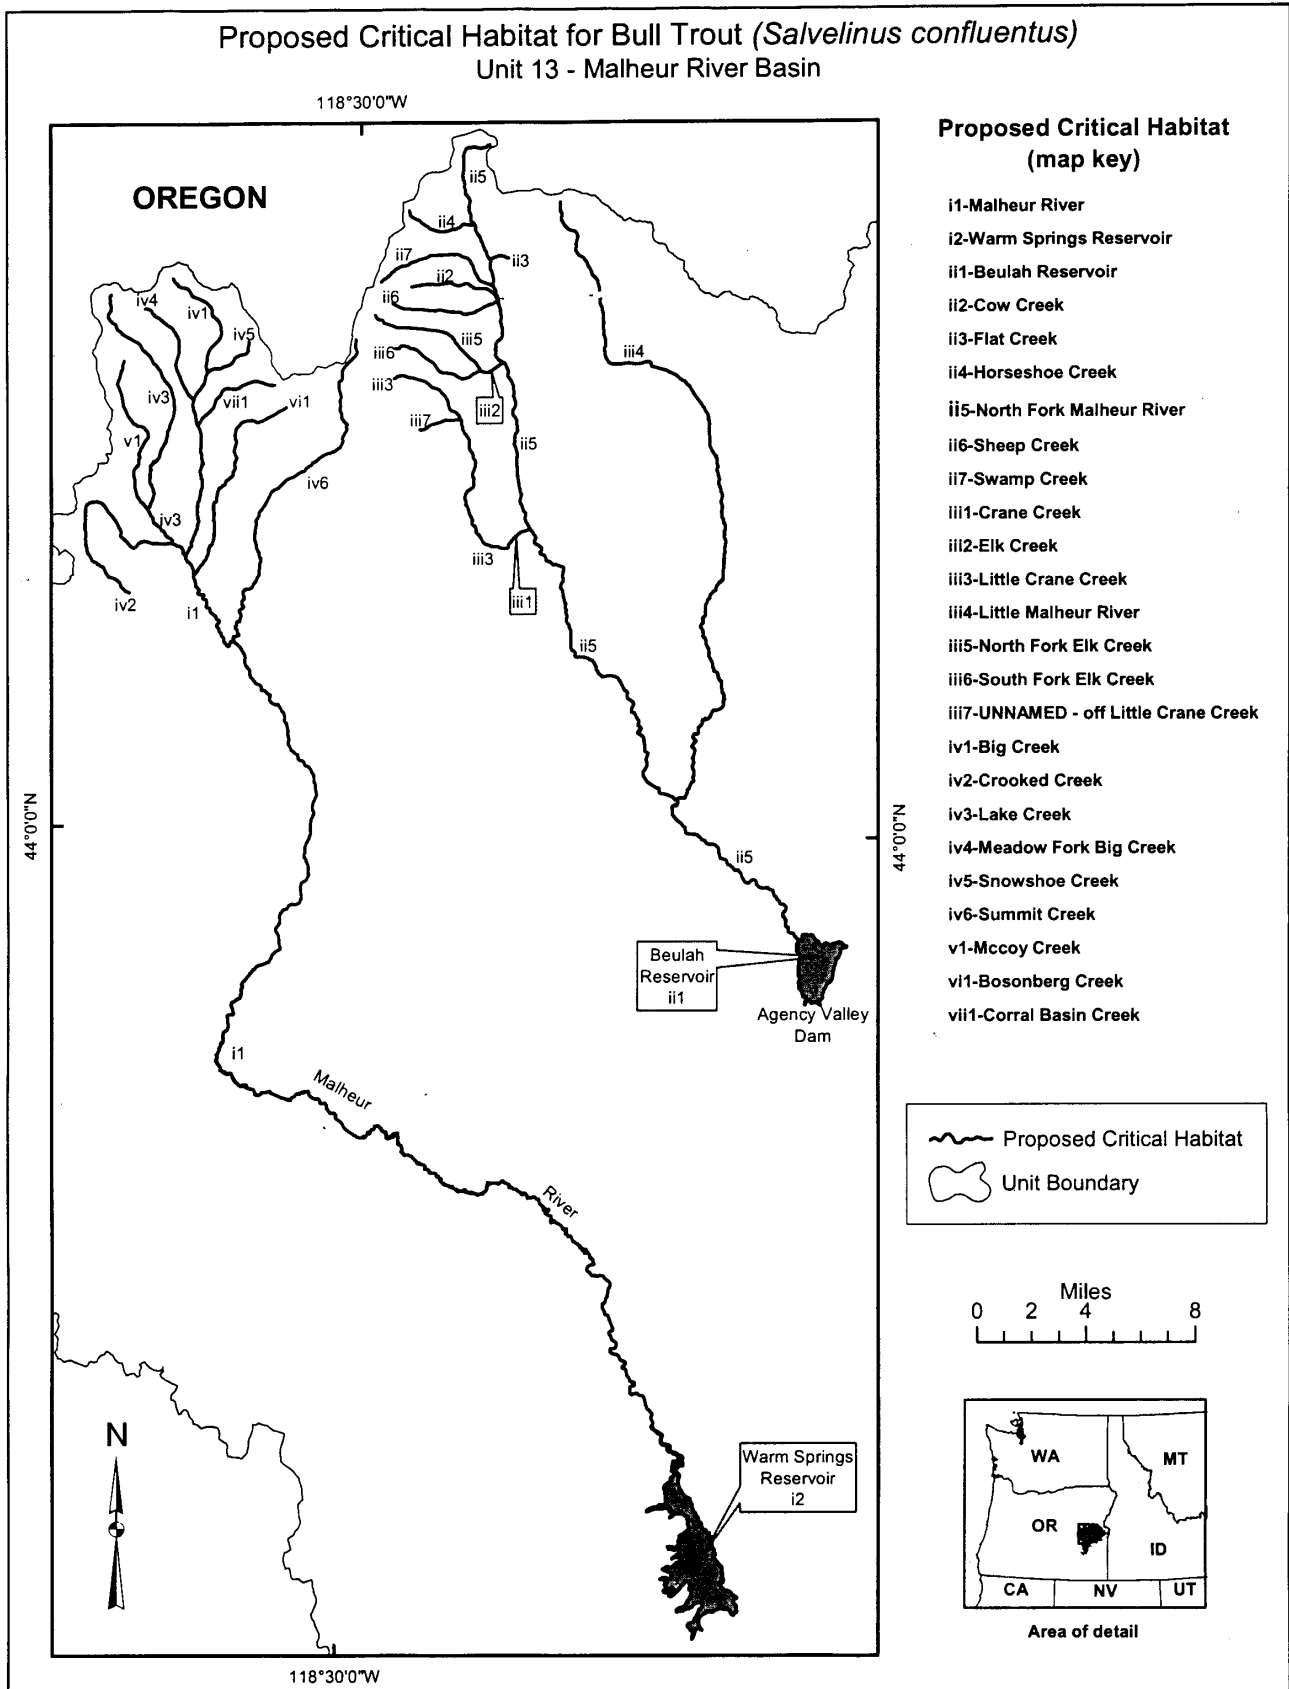 Proposed Critical Habitat for Bull Trout (Salvelinus confluentus)
Unit 13 - Malheur River Basin
118°30'0"W
OREGON
ii5
ii4
ii7
ii3
ii2
ii6
iv4
iv1
iv5
iii5
iii6
iii4
iii3
iv3
vii1
vi1
iii2
iii7
v1
ii5
iv6
iv3
iii3
iv2
i1
iii1
ii5
44°0'0"N
44°0'0"N
ii5
Beulah
Reservoir
ii1
Agency Valley
Dam
i1
Malheur
River
Warm Springs
Reservoir
i2
N
118°30'0"W
Proposed Critical Habitat
(map key)
i1-Malheur River
i2-Warm Springs Reservoir
ii1-Beulah Reservoir
ii2-Cow Creek
ii3-Flat Creek
ii4-Horseshoe Creek
ii5-North Fork Malheur River
ii6-Sheep Creek
ii7-Swamp Creek
iii1-Crane Creek
iii2-Elk Creek
iii3-Little Crane Creek
iii4-Little Malheur River
iii5-North Fork Elk Creek
iii6-South Fork Elk Creek
iii7-UNNAMED - off Little Crane Creek
iv1-Big Creek
iv2-Crooked Creek
iv3-Lake Creek
iv4-Meadow Fork Big Creek
iv5-Snowshoe Creek
iv6-Summit Creek
v1-Mccoy Creek
vi1-Bosonberg Creek
vii1-Corral Basin Creek
Proposed Critical Habitat
Unit Boundary
Miles
0 2 4 8
WA
MT
OR
ID
CA
NV
UT
Area of detail